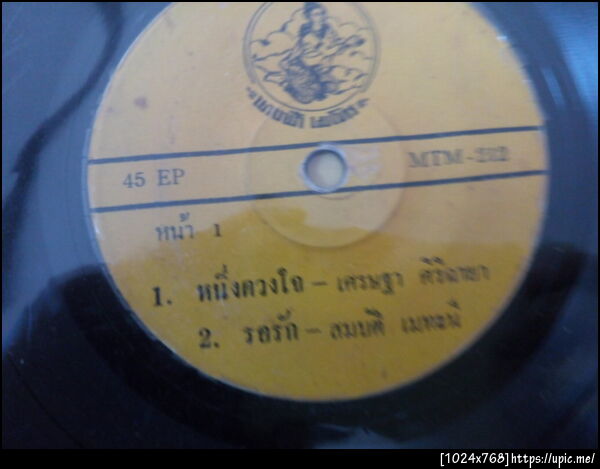 45 EP
MTM-212
หน้า 1
1. หนึ่งดวงใจ - เศรษฐา ศิริฉายา
2. รอรัก - สมบัติ เมทะนี
[1024x768]https://upic.me/